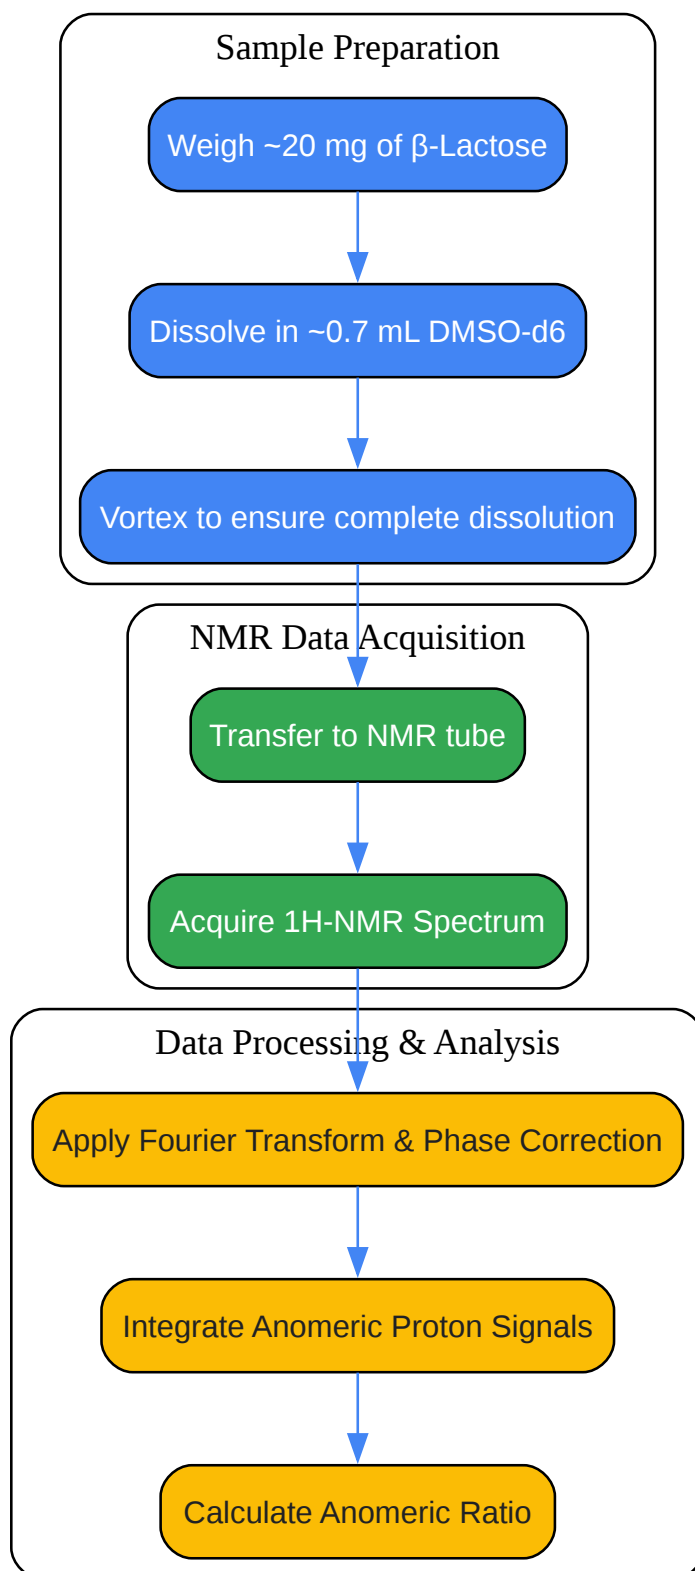 Sample Preparation
Weigh ~20 mg of β-Lactose
Dissolve in ~0.7 mL DMSO-d6
Vortex to ensure complete dissolution
NMR Data Acquisition
Transfer to NMR tube
Acquire 1H-NMR Spectrum
Data Processing & Analysis
Apply Fourier Transform & Phase Correction
Integrate Anomeric Proton Signals
Calculate Anomeric Ratio